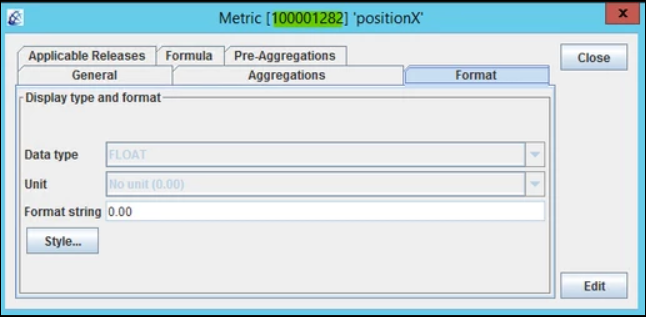 Metric [100001282] 'positionX'
x
Applicable Releases Formula Pre-Aggregations
Close
General Aggregations Format
Display type and format
Data type FLOAT
Unit No unit (0.00)
Format string 0.00
Style...
Edit